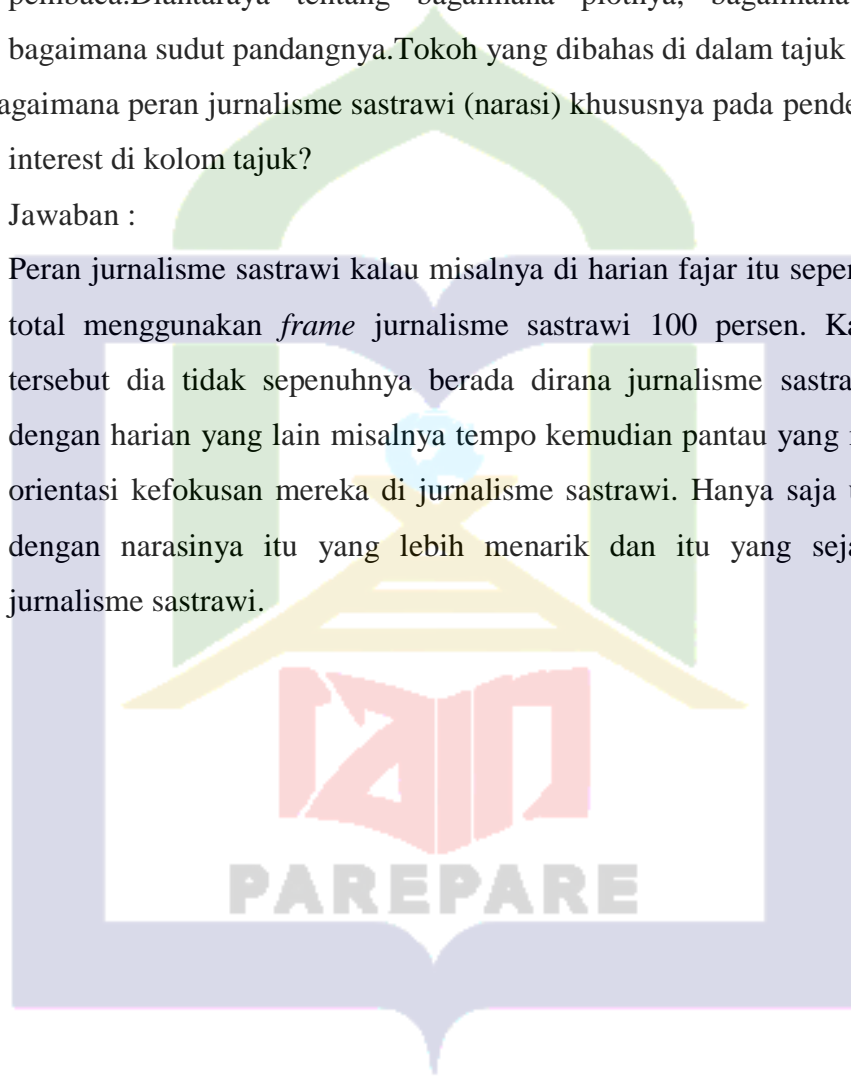 pembaca.Diantaraya tentang bagaimana plotnya, bagaimana
bagaimana sudut pandangnya.Tokoh yang dibahas di dalam tajuk
agaimana peran jurnalisme sastrawi (narasi) khususnya pada pende
interest di kolom tajuk?
Jawaban :
Peran jurnalisme sastrawi kalau misalnya di harian fajar itu seper
total menggunakan frame jurnalisme sastrawi 100 persen. Ka
tersebut dia tidak sepenuhnya berada dirana jurnalisme sastra
dengan harian yang lain misalnya tempo kemudian pantau yang
orientasi kefokusan mereka di jurnalisme sastrawi. Hanya saja
dengan narasinya itu yang lebih menarik dan itu yang seja
jurnalisme sastrawi.
iain
PAREPARE